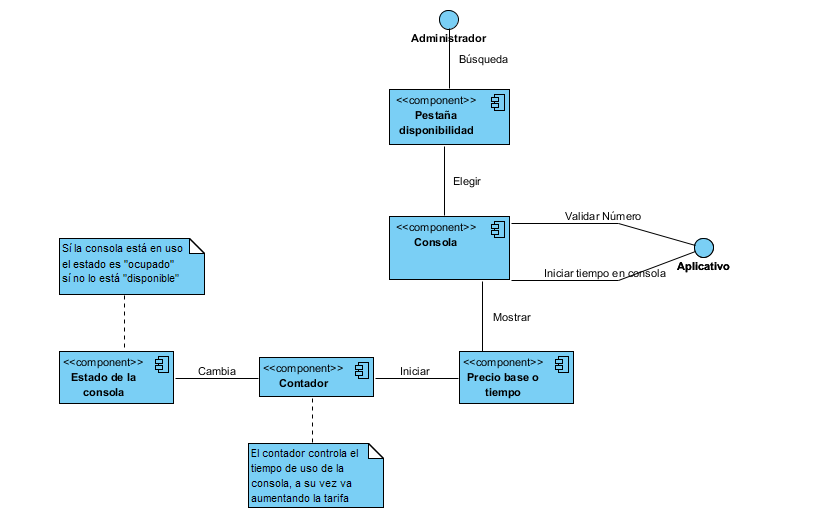 Administrador
Búsqueda
<<component>>
Pestaña
disponibilidad
Elegir
<<component>>
Consola
Validar Número
Aplicativo
Iniciar tiempo en consola
Sí la consola está en uso
el estado es "ocupado"
sí no lo está "disponible"
Mostrar
<<component>>
Estado de la
consola
Cambia
<<component>>
Contador
Iniciar
<<component>>
Precio base o
tiempo
El contador controla el
tiempo de uso de la
consola, a su vez va
aumentando la tarifa